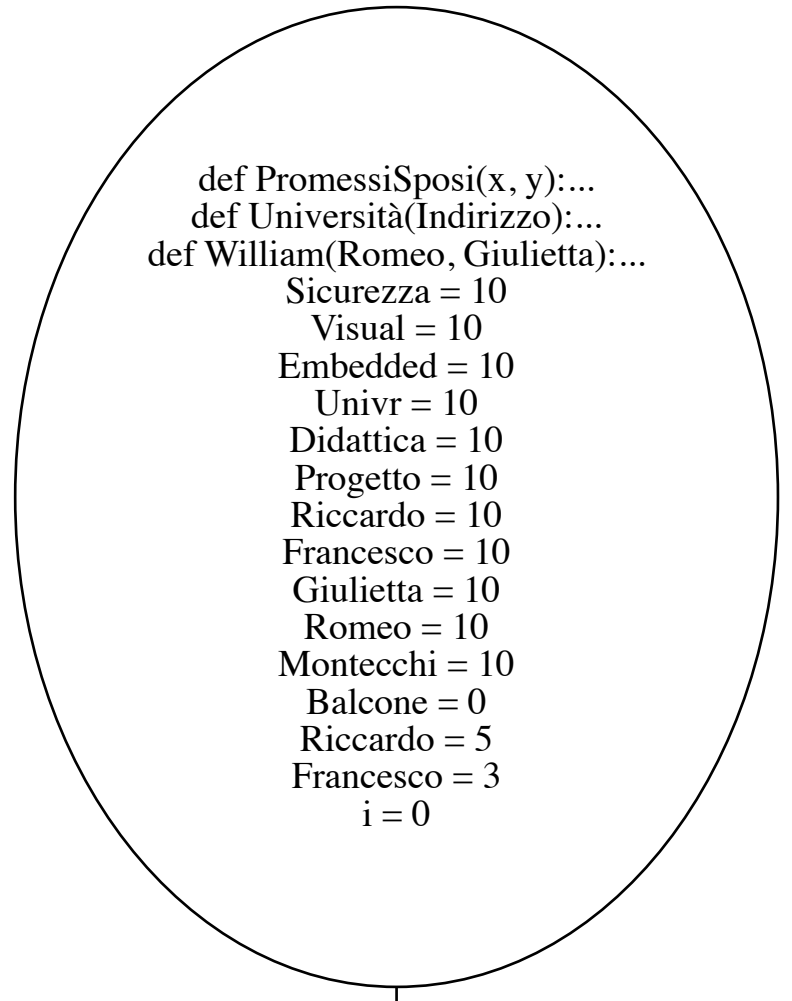 def PromessiSposi(x, y):...
def Università(Indirizzo):...
def William(Romeo, Giulietta):...
Sicurezza = 10
Visual = 10
Embedded = 10
Univr = 10
Didattica = 10
Progetto = 10
Riccardo = 10
Francesco = 10
Giulietta = 10
Romeo = 10
Montecchi = 10
Balcone = 0
Riccardo = 5
Francesco = 3
i = 0